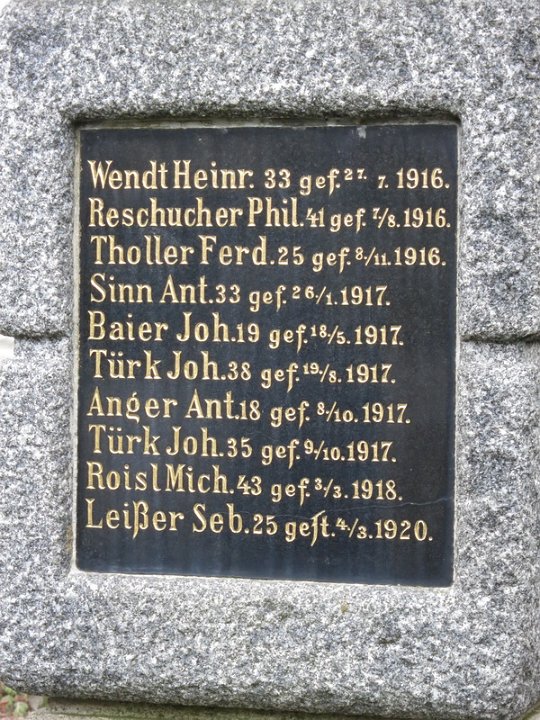 Wendt Heinr. 33 gef. 27. 7. 1916.
Reschucher Phil. 41 gef. 7/8. 1916.
Tholler Ferd. 25 gef. 8/11. 1916.
Sinn Ant. 33 gef. 26/1. 1917.
Baier Joh. 19 gef. 18/5. 1917.
Türk Joh. 38 gef. 19/8. 1917.
Anger Ant. 18 gef. 8/10. 1917.
Türk Joh. 35 gef. 9/10. 1917.
Roisl Mich. 43 gef. 3/3. 1918.
Leißer Seb. 25 geſt. 4/3. 1920.